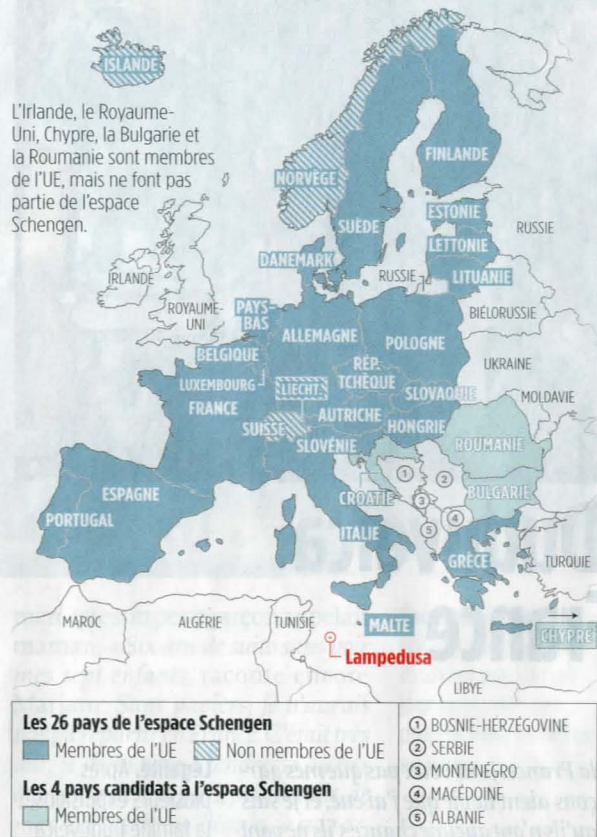 ISLANDE
L'Irlande, le Royaume-
Uni, Chypre, la Bulgarie et
la Roumanie sont membres
de l'UE, mais ne font pas
partie de l'espace
Schengen.
NORVÈGE
FINLANDE
SUÈDE
ESTONIE
RUSSIE
LETTONIE
DANEMARK
RUSSIE
LITUANIE
IRLANDE
ROYAUME-
UNI
PAYS-
BAS
BIÉLORUSSIE
ALLEMAGNE
POLOGNE
BELGIQUE
UKRAINE
RÉP.
TCHÈQUE
LUXEMBOURG
LIECHT.
SLOVAQUIE
MOLDAVIE
FRANCE
AUTRICHE
SUISSE
HONGRIE
SLOVÉNIE
ROUMANIE
1
2
CROATIE
BULGARIE
3
4
5
ESPAGNE
PORTUGAL
ITALIE
GRÈCE
TURQUIE
MAROC
ALGÉRIE
TUNISIE
MALTE
CHYPRE
Lampedusa
LIBYE
Les 26 pays de l'espace Schengen
Membres de l'UE
Non membres de l'UE
Les 4 pays candidats à l'espace Schengen
Membres de l'UE
1 BOSNIE-HERZÉGOVINE
2 SERBIE
3 MONTÉNÉGRO
4 MACÉDOINE
5 ALBANIE